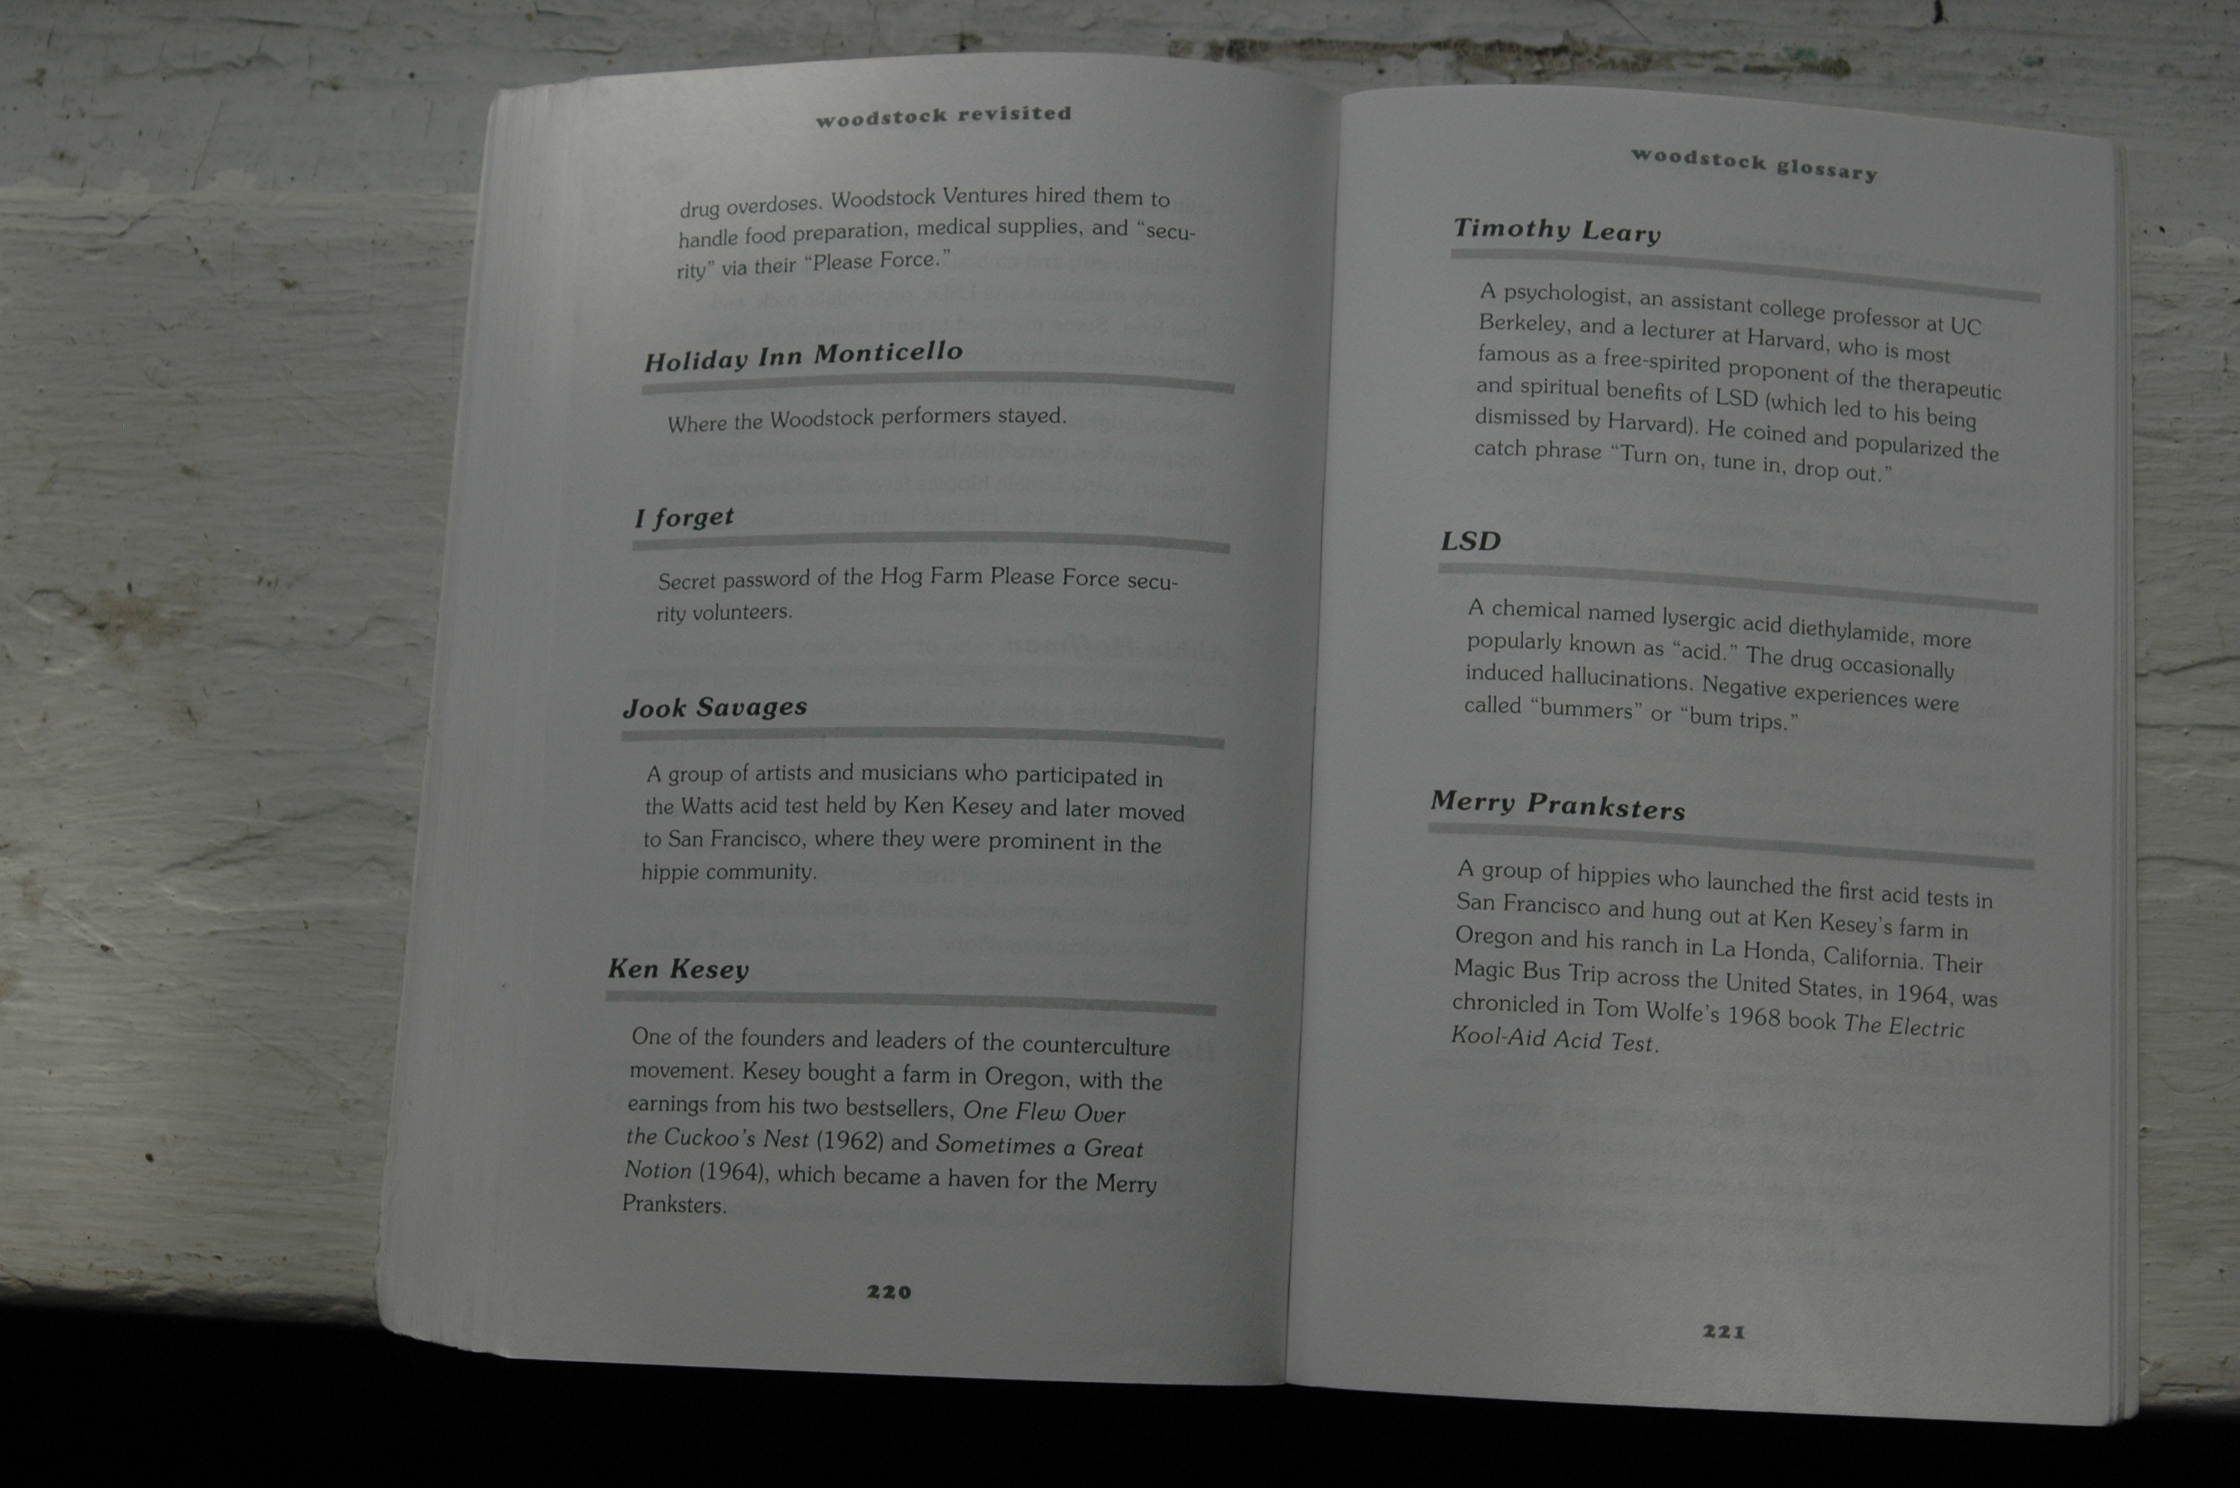 woodstock revisited
drug overdoses. Woodstock Ventures hired them to
handle food preparation, medical supplies, and “secu-
rity” via their “Please Force.”
Holiday Inn Monticello
Where the Woodstock performers stayed.
I forget
Secret password of the Hog Farm Please Force secu-
rity volunteers.
Jook Savages
A group of artists and musicians who participated in
the Watts acid test held by Ken Kesey and later moved
to San Francisco, where they were prominent in the
hippie community.
Ken Kesey
One of the founders and leaders of the counterculture
movement. Kesey bought a farm in Oregon, with the
earnings from his two bestsellers, One Flew Over
the Cuckoo’s Nest (1962) and Sometimes a Great
Notion (1964), which became a haven for the Merry
Pranksters.
220
woodstock glossary
Timothy Leary
A psychologist, an assistant college professor at UC
Berkeley, and a lecturer at Harvard, who is most
famous as a free-spirited proponent of the therapeutic
and spiritual benefits of LSD (which led to his being
dismissed by Harvard). He coined and popularized the
catch phrase “Turn on, tune in, drop out.”
LSD
A chemical named lysergic acid diethylamide, more
popularly known as “acid.” The drug occasionally
induced hallucinations. Negative experiences were
called “bummers” or “bum trips.”
Merry Pranksters
A group of hippies who launched the first acid tests in
San Francisco and hung out at Ken Kesey’s farm in
Oregon and his ranch in La Honda, California. Their
Magic Bus Trip across the United States, in 1964, was
chronicled in Tom Wolfe’s 1968 book The Electric
Kool-Aid Acid Test.
221